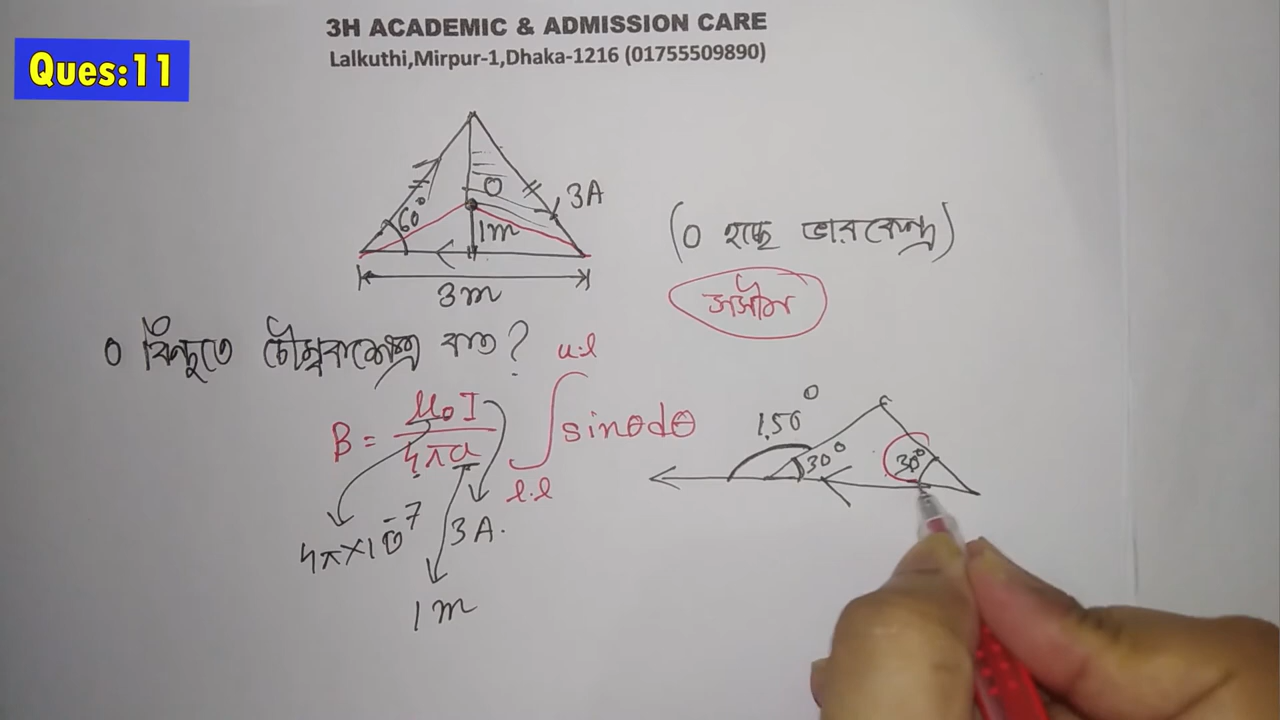 3H ACADEMIC & ADMISSION CARE
Lalkuthi,Mirpur-1,Dhaka-1216 (01755509890)
Ques:11
O
60°
3A
1m
3m
(O হচ্ছে ভারকেন্দ্র)
অসীম
O বিন্দুতে চৌম্বকক্ষেত্র কত?
B = μ₀I / 4πa ∫ sinθdθ
u.l
l.l
4π×10⁻⁷
3A.
1m
150°
30°
30°